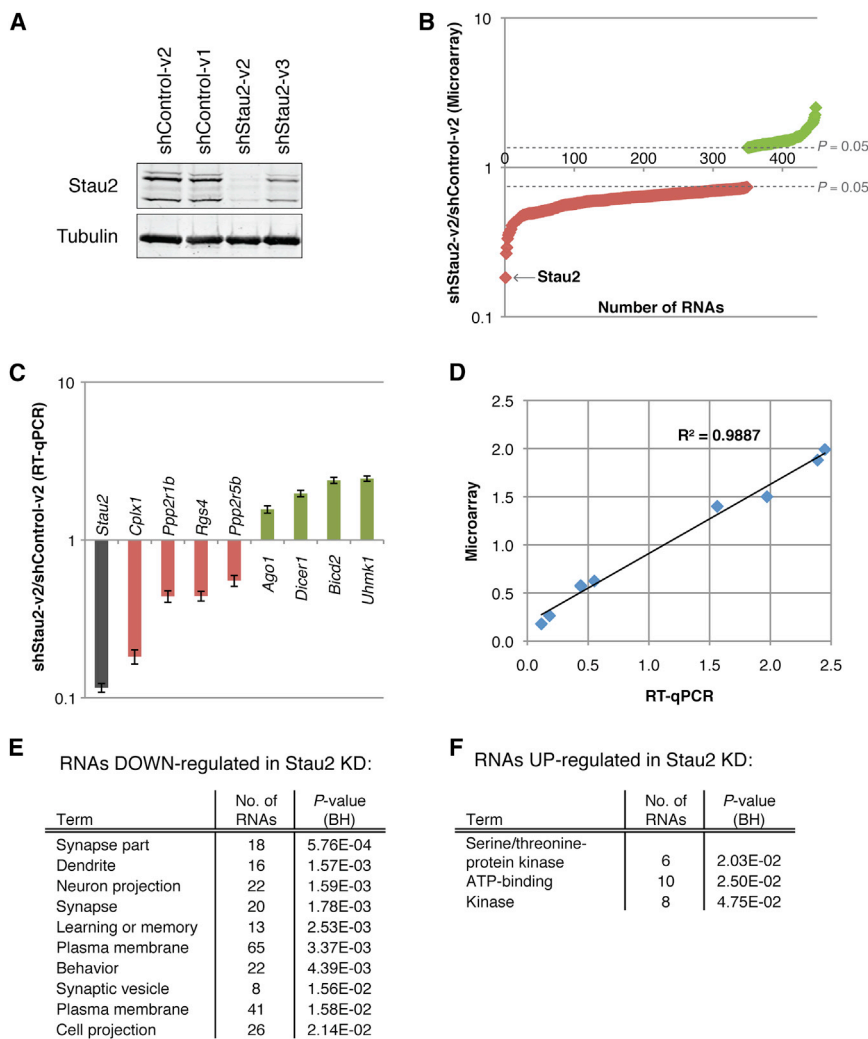 A
shControl-v2
shControl-v1
shStau2-v2
shStau2-v3
Stau2
Tubulin
B
shStau2-v2/shControl-v2 (Microarray)
10
1
0.1
0 100 200 300 400
P = 0.05
P = 0.05
Stau2
Number of RNAs
C
shStau2-v2/shControl-v2 (RT-qPCR)
10
1
0.1
Stau2
Cplx1
Ppp2r1b
Rgs4
Ppp2r5b
Ago1
Dicer1
Bicd2
Uhmk1
D
Microarray
2.5
2.0
1.5
1.0
0.5
0.0
R² = 0.9887
0.0 0.5 1.0 1.5 2.0 2.5
RT-qPCR
E
RNAs DOWN-regulated in Stau2 KD:
No. of P-value
Term RNAs (BH)
Synapse part 18 5.76E-04
Dendrite 16 1.57E-03
Neuron projection 22 1.59E-03
Synapse 20 1.78E-03
Learning or memory 13 2.53E-03
Plasma membrane 65 3.37E-03
Behavior 22 4.39E-03
Synaptic vesicle 8 1.56E-02
Plasma membrane 41 1.58E-02
Cell projection 26 2.14E-02
F
RNAs UP-regulated in Stau2 KD:
No. of P-value
Term RNAs (BH)
Serine/threonine-
protein kinase 6 2.03E-02
ATP-binding 10 2.50E-02
Kinase 8 4.75E-02